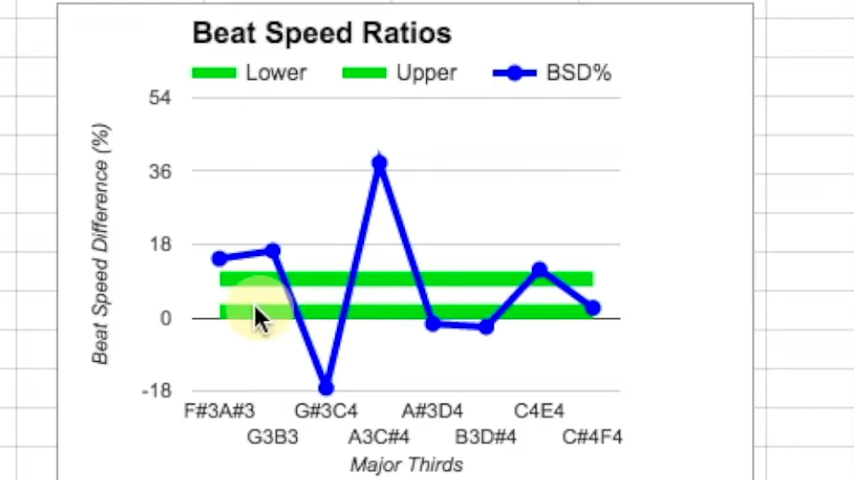 Beat Speed Ratios
Lower Upper BSD%
54
36
18
0
-18
Beat Speed Difference (%)
F#3A#3 G#3C4 A#3D4 C4E4
G3B3 A3C#4 B3D#4 C#4F4
Major Thirds